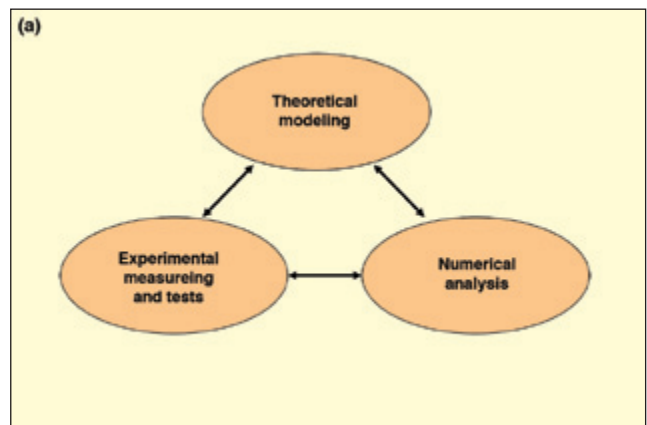 (a)
Theoretical
modeling
Experimental
measureing
and tests
Numerical
analysis